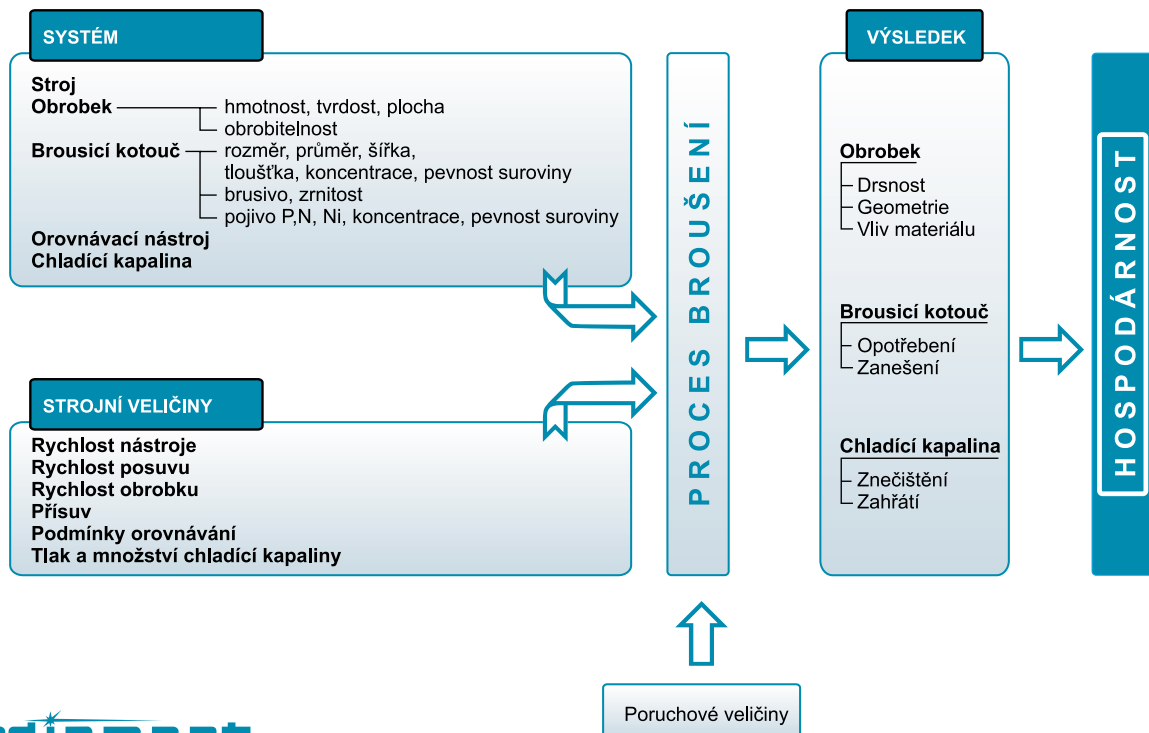 SYSTÉM
Stroj
Obrobek
hmotnost, tvrdost, plocha
obrobitelnost
Brousicí kotouč
rozměr, průměr, šířka,
tloušťka, koncentrace, pevnost suroviny
brusivo, zrnitost
pojivo P,N, Ni, koncentrace, pevnost suroviny
Orovnávací nástroj
Chladící kapalina
STROJNÍ VELIČINY
Rychlost nástroje
Rychlost posuvu
Rychlost obrobku
Přísuv
Podmínky orovnávání
Tlak a množství chladící kapaliny
PROCES BROUŠENÍ
Poruchové veličiny
VÝSLEDEK
Obrobek
Drsnost
Geometrie
Vliv materiálu
Brousicí kotouč
Opotřebení
Zanešení
Chladící kapalina
Znečištění
Zahřátí
HOSPODÁRNOST